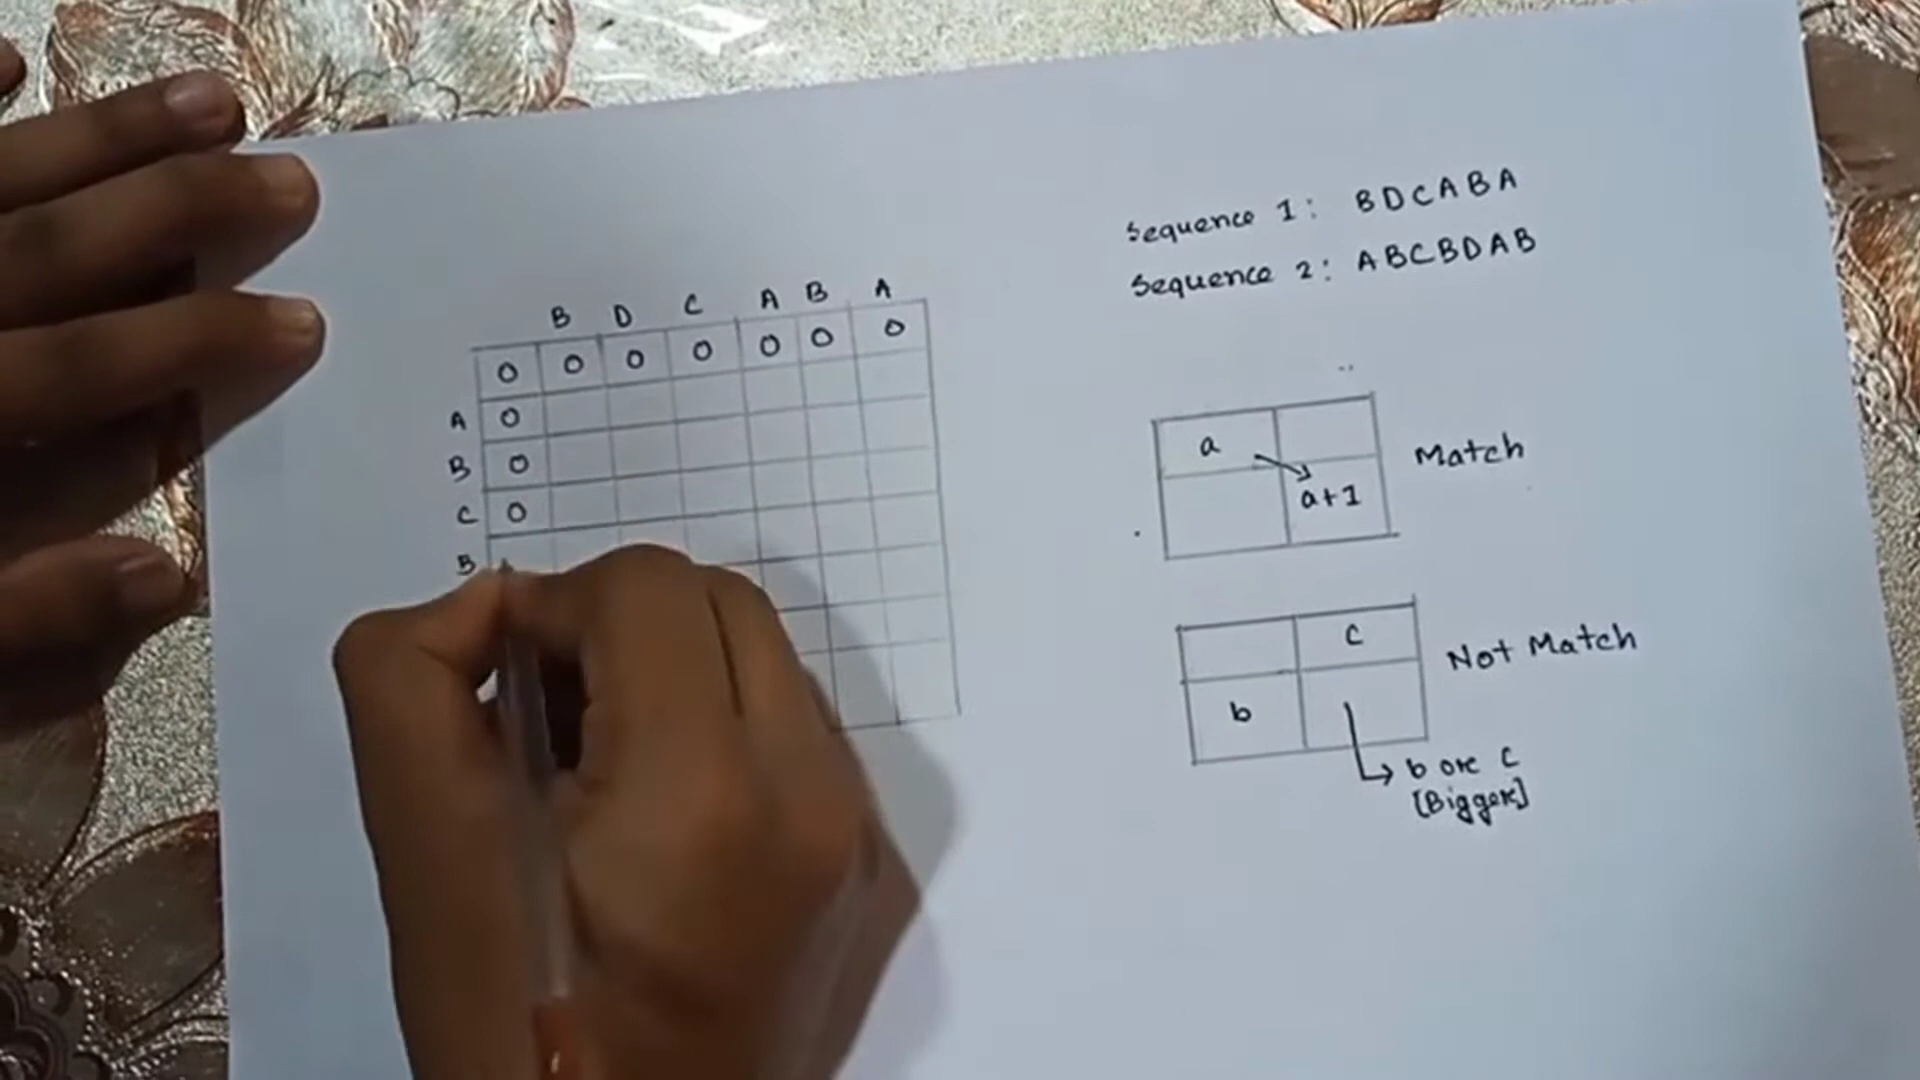 Sequence 1: BDCABA
Sequence 2: ABCBDAB
B D C A B A
0 0 0 0 0 0 0
A 0
B 0
C 0
B
a
a+1
Match
c
b
Not Match
b or c
[Bigger]